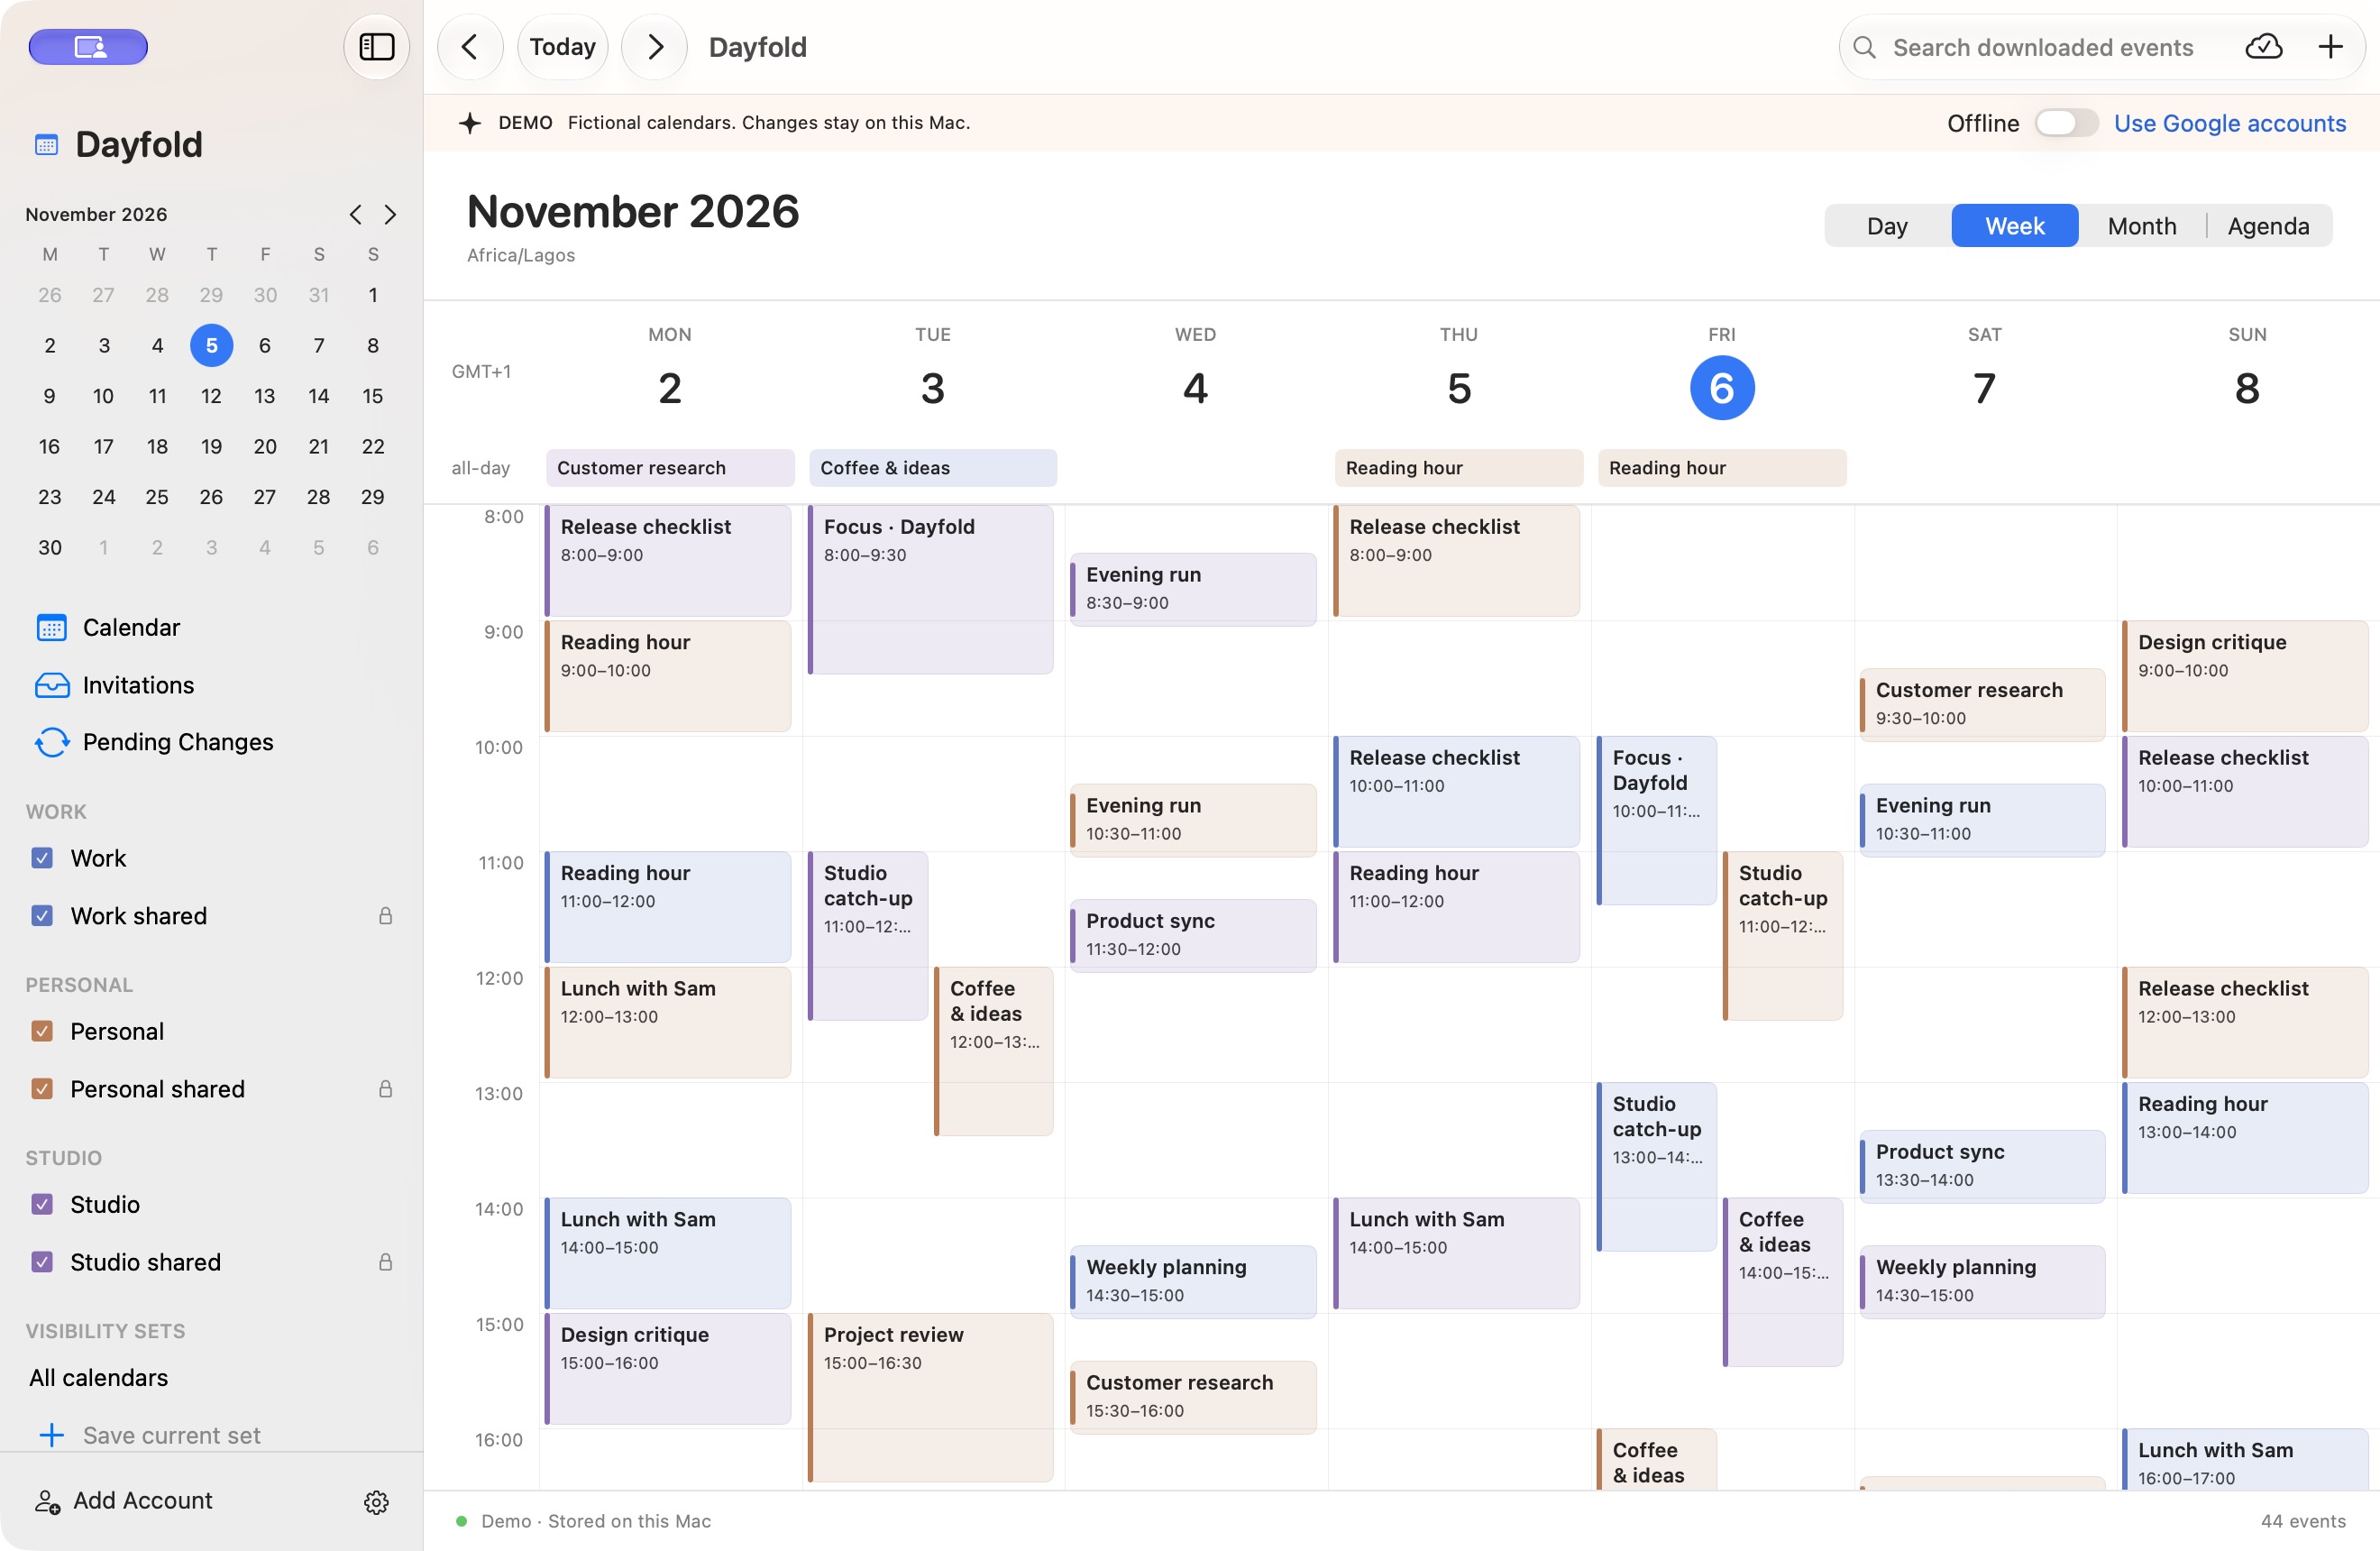 Today
Dayfold
Search downloaded events
Dayfold
DEMO Fictional calendars. Changes stay on this Mac.
Offline
Use Google accounts
November 2026
M T W T F S S
26 27 28 29 30 31 1
2 3 4 5 6 7 8
9 10 11 12 13 14 15
16 17 18 19 20 21 22
23 24 25 26 27 28 29
30 1 2 3 4 5 6
Calendar
Invitations
Pending Changes
WORK
Work
Work shared
PERSONAL
Personal
Personal shared
STUDIO
Studio
Studio shared
VISIBILITY SETS
All calendars
Save current set
Add Account
November 2026
Africa/Lagos
Day Week Month Agenda
MON TUE WED THU FRI SAT SUN
GMT+1
2 3 4 5 6 7 8
all-day
Customer research
Coffee & ideas
Reading hour
Reading hour
8:00
9:00
10:00
11:00
12:00
13:00
14:00
15:00
16:00
Release checklist
8:00–9:00
Reading hour
9:00–10:00
Reading hour
11:00–12:00
Lunch with Sam
12:00–13:00
Lunch with Sam
14:00–15:00
Design critique
15:00–16:00
Focus · Dayfold
8:00–9:30
Studio
catch-up
11:00–12:...
Coffee
& ideas
12:00–13:...
Project review
15:00–16:30
Evening run
8:30–9:00
Evening run
10:30–11:00
Product sync
11:30–12:00
Weekly planning
14:30–15:00
Customer research
15:30–16:00
Release checklist
8:00–9:00
Release checklist
10:00–11:00
Reading hour
11:00–12:00
Lunch with Sam
14:00–15:00
Focus ·
Dayfold
10:00–11:...
Studio
catch-up
11:00–12:...
Studio
catch-up
13:00–14:...
Coffee
& ideas
14:00–15:...
Coffee
& ideas
Customer research
9:30–10:00
Evening run
10:30–11:00
Product sync
13:30–14:00
Weekly planning
14:30–15:00
Design critique
9:00–10:00
Release checklist
10:00–11:00
Release checklist
12:00–13:00
Reading hour
13:00–14:00
Lunch with Sam
16:00–17:00
Demo · Stored on this Mac
44 events